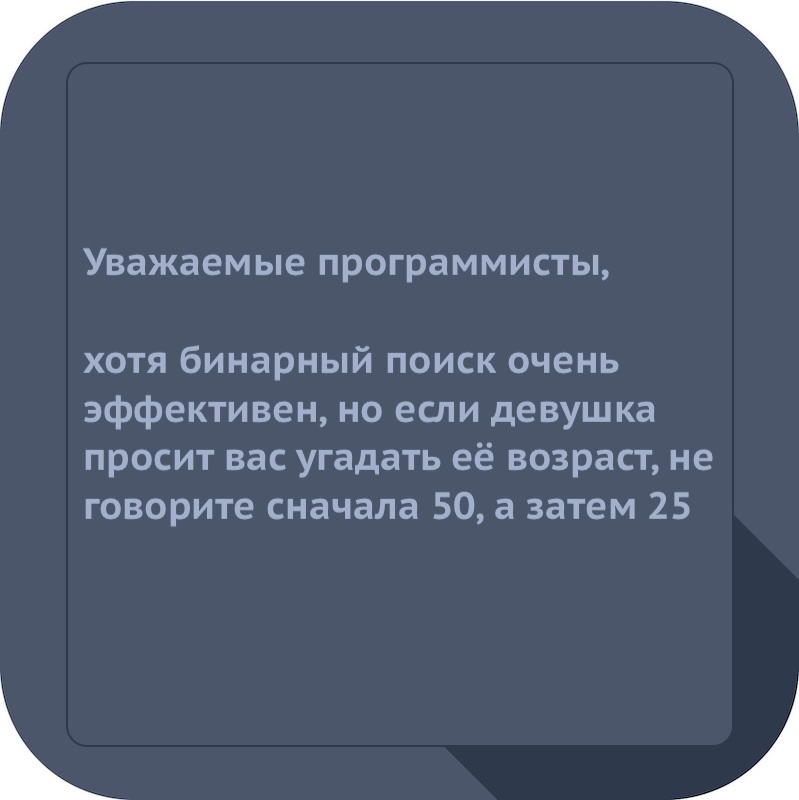 Уважаемые программисты,
хотя бинарный поиск очень
эффективен, но если девушка
просит вас угадать её возраст, не
говорите сначала 50, а затем 25